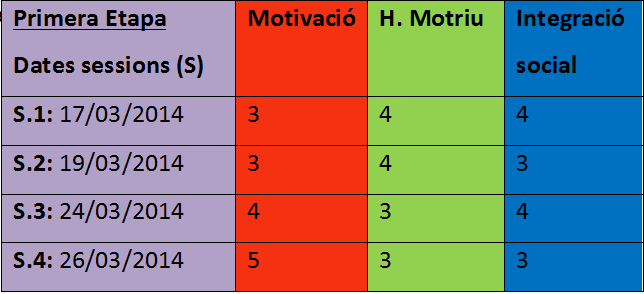 Primera Etapa Motivació H. Motriu Integració
Dates sessions (S) social
S.1: 17/03/2014 3 4 4
S.2: 19/03/2014 3 4 3
S.3: 24/03/2014 4 3 4
S.4: 26/03/2014 5 3 3